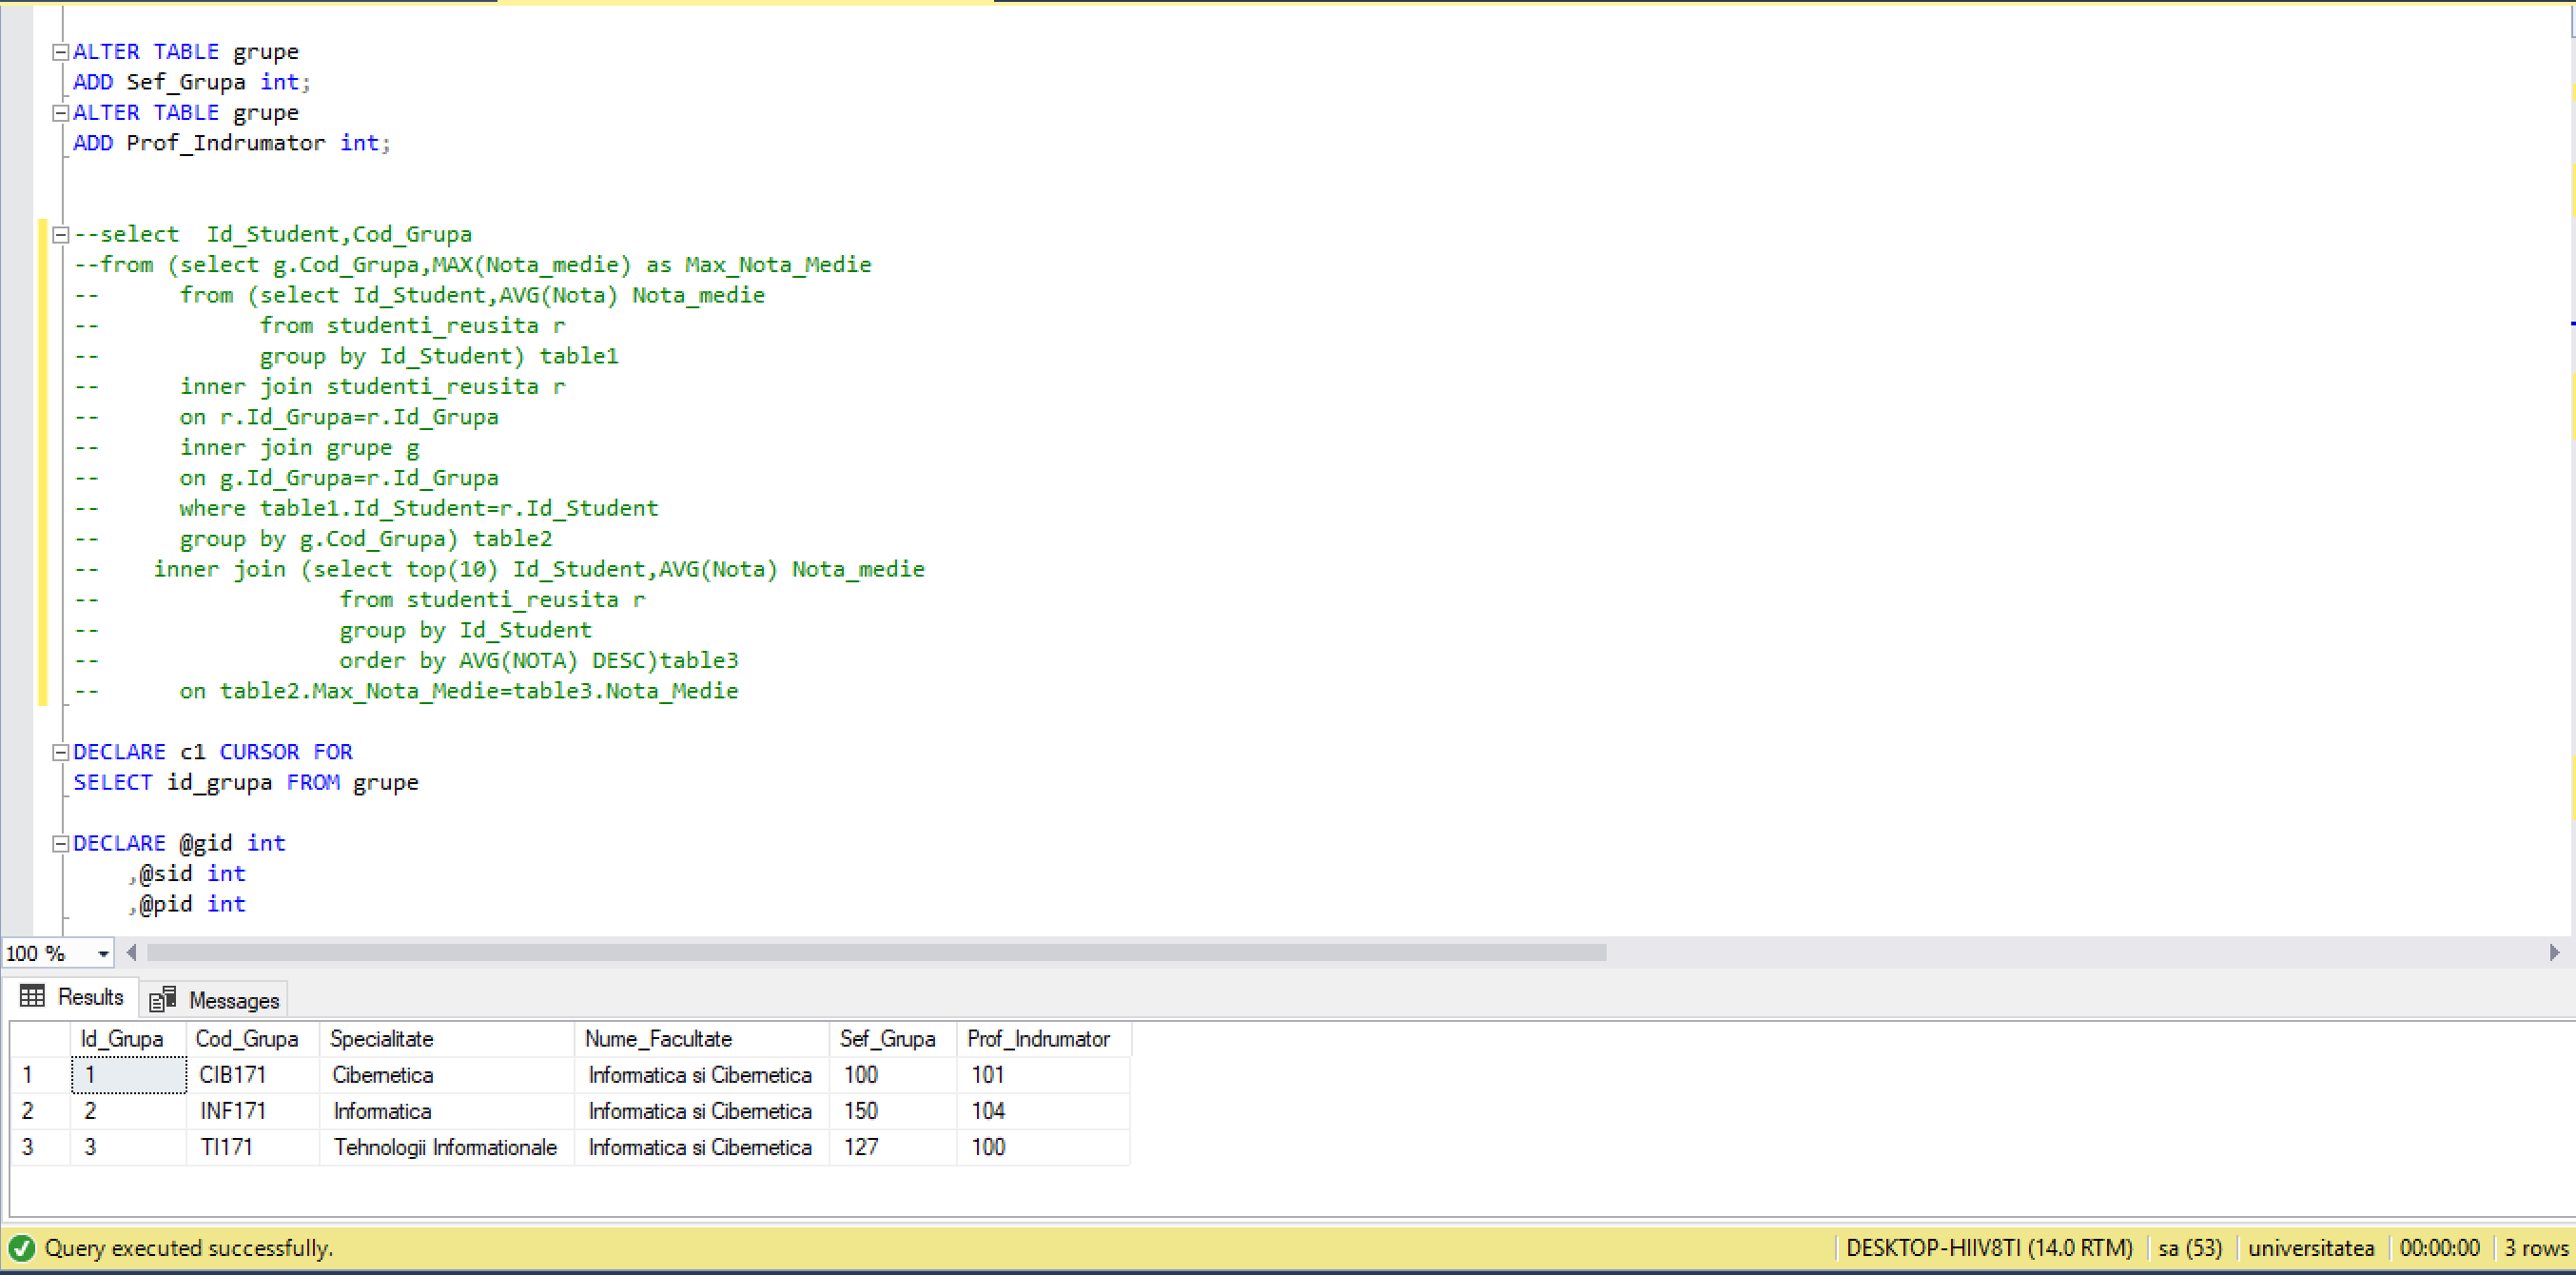 ALTER TABLE grupe
ADD Sef_Grupa int;
ALTER TABLE grupe
ADD Prof_Indrumator int;
--select  Id_Student,Cod_Grupa
--from (select g.Cod_Grupa,MAX(Nota_medie) as Max_Nota_Medie
--      from (select Id_Student,AVG(Nota) Nota_medie
--            from studenti_reusita r
--            group by Id_Student) table1
--      inner join studenti_reusita r
--      on r.Id_Grupa=r.Id_Grupa
--      inner join grupe g
--      on g.Id_Grupa=r.Id_Grupa
--      where table1.Id_Student=r.Id_Student
--      group by g.Cod_Grupa) table2
--    inner join (select top(10) Id_Student,AVG(Nota) Nota_medie
--                  from studenti_reusita r
--                  group by Id_Student
--                  order by AVG(NOTA) DESC)table3
--      on table2.Max_Nota_Medie=table3.Nota_Medie
DECLARE c1 CURSOR FOR
SELECT id_grupa FROM grupe
DECLARE @gid int
    ,@sid int
    ,@pid int
100 %
Results Messages
Id_Grupa Cod_Grupa Specialitate Nume_Facultate Sef_Grupa Prof_Indrumator
1 1 CIB171 Cibernetica Informatica si Cibernetica 100 101
2 2 INF171 Informatica Informatica si Cibernetica 150 104
3 3 TI171 Tehnologii Informationale Informatica si Cibernetica 127 100
Query executed successfully. DESKTOP-HIIV8TI (14.0 RTM) sa (53) universitatea 00:00:00 3 rows